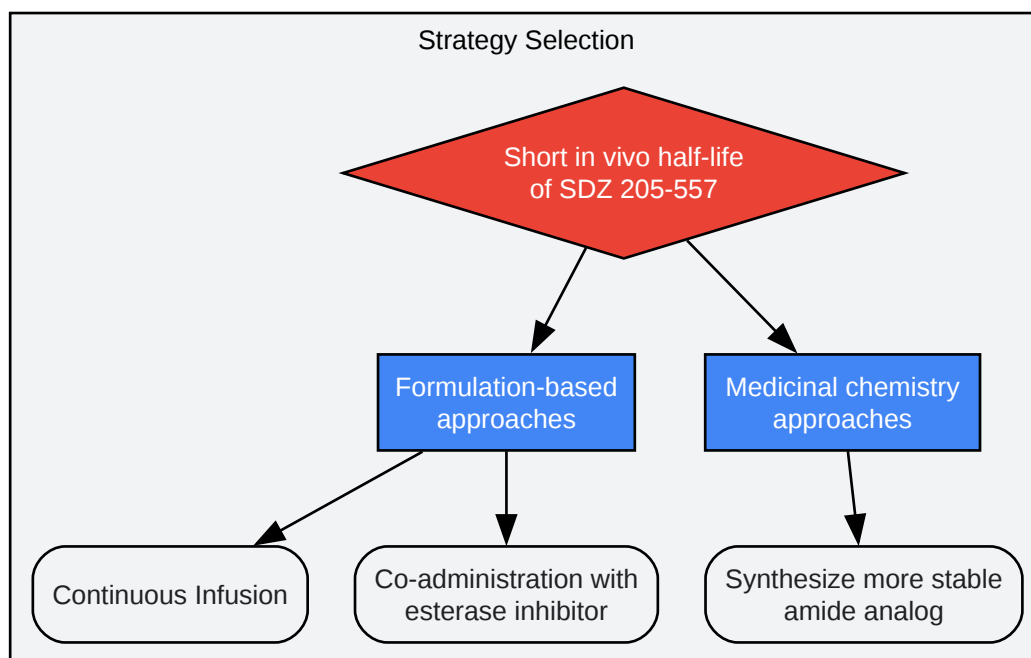 Strategy Selection
Short in vivo half-life
of SDZ 205-557
Formulation-based
approaches
Medicinal chemistry
approaches
Continuous Infusion
Co-administration with
esterase inhibitor
Synthesize more stable
amide analog